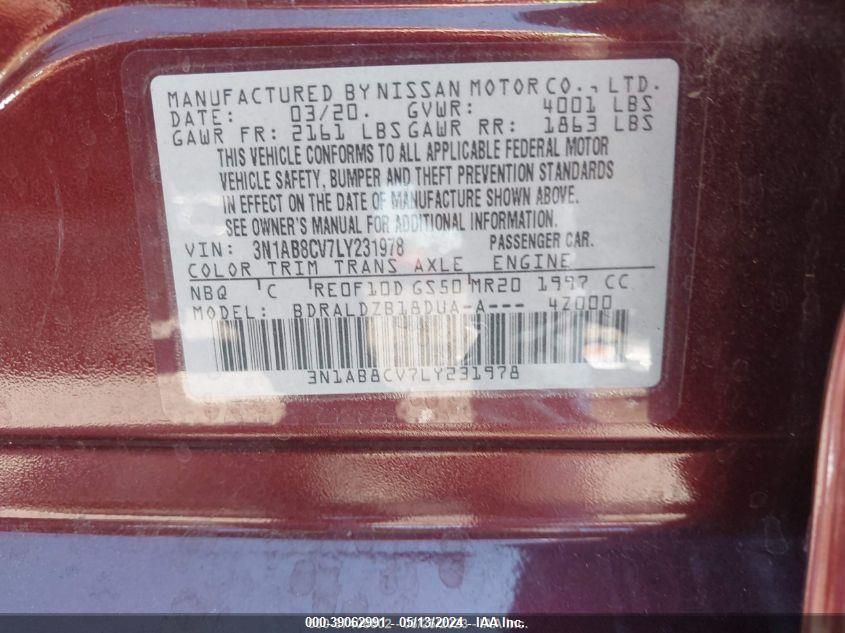 MANUFACTURED BY NISSAN MOTOR CO., LTD.
DATE: 03/20. GVWR: 4001 LBS
GAWR FR: 2161 LBS GAWR RR: 1863 LBS
THIS VEHICLE CONFORMS TO ALL APPLICABLE FEDERAL MOTOR
VEHICLE SAFETY, BUMPER AND THEFT PREVENTION STANDARDS
IN EFFECT ON THE DATE OF MANUFACTURE SHOWN ABOVE.
SEE OWNER'S MANUAL FOR ADDITIONAL INFORMATION.
VIN: 3N1AB8CV7LY231978 PASSENGER CAR.
COLOR TRIM TRANS AXLE ENGINE
NBQ C RE0F10D GS50 MR20 1997 CC
MODEL: BDRALDZB18DUA-A--- 4Z000
3N1AB8CV7LY231978
000-39062991 - 05/13/2024 - IAA Inc.